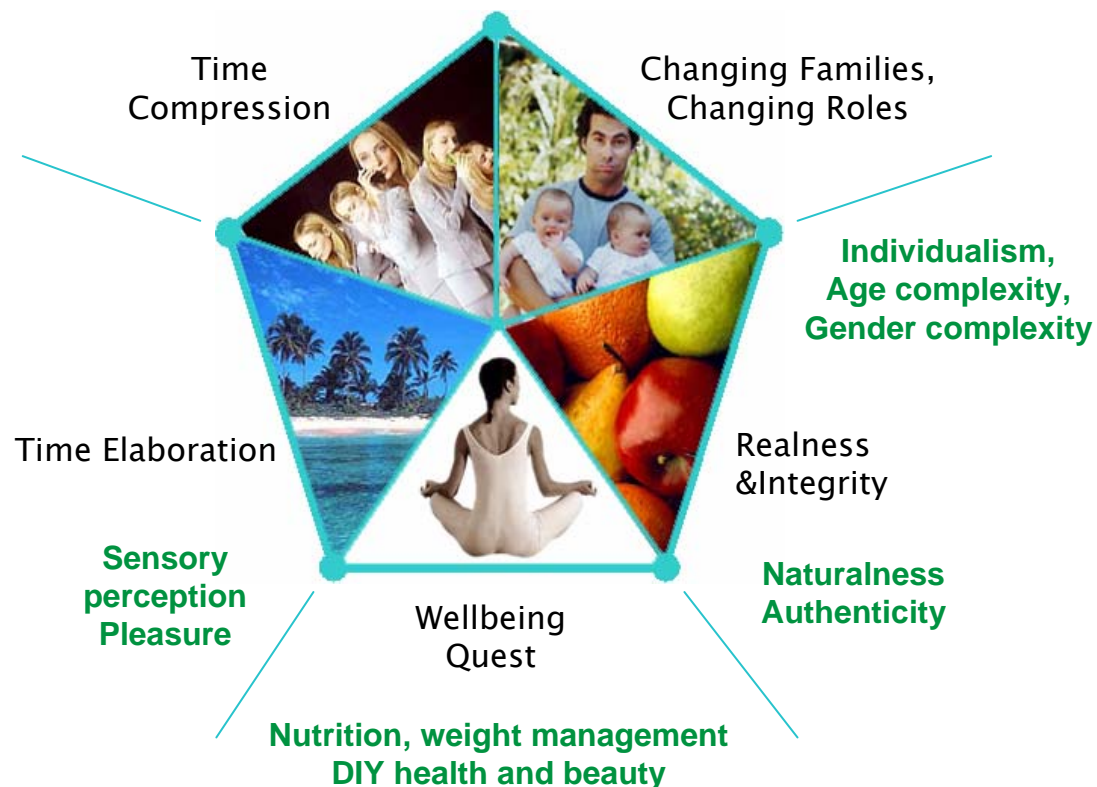 Time
Compression
Changing Families,
Changing Roles
Individualism,
Age complexity,
Gender complexity
Time Elaboration
Realness
&Integrity
Sensory
perception
Pleasure
Naturalness
Authenticity
Wellbeing
Quest
Nutrition, weight management
DIY health and beauty